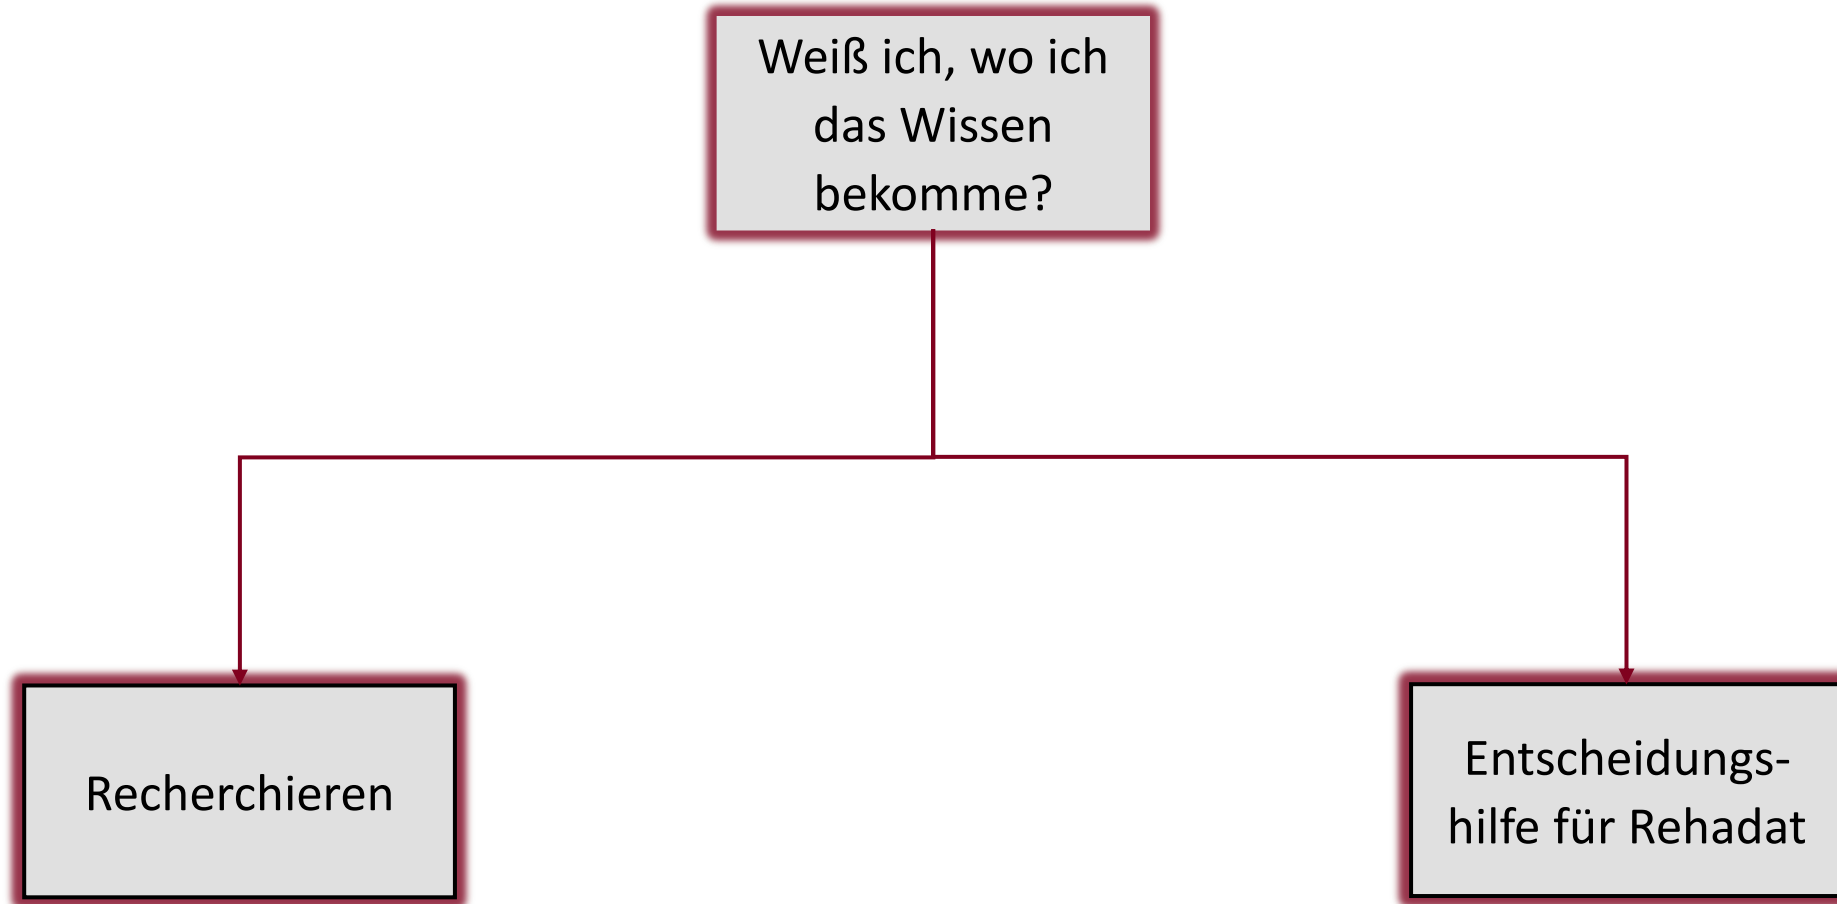 Weiß ich, wo ich
das Wissen
bekomme?
Recherchieren
Entscheidungs-
hilfe für Rehadat